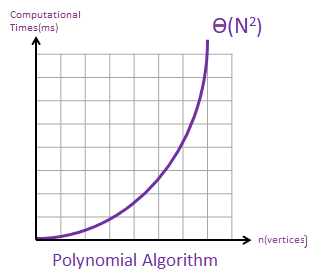 Computational
Times(ms)
Ɵ(N²)
n(vertices)
Polynomial Algorithm